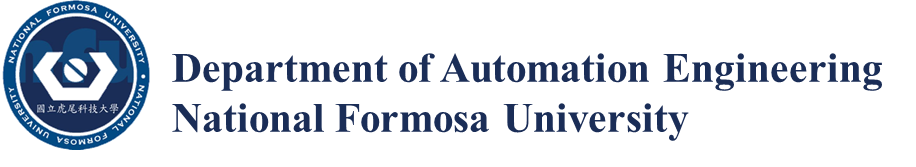 NATIONAL FORMOSA UNIVERSITY • NATIONAL FORMOSA UNIVERSITY
nfu
國立虎尾科技大學
Department of Automation Engineering
National Formosa University